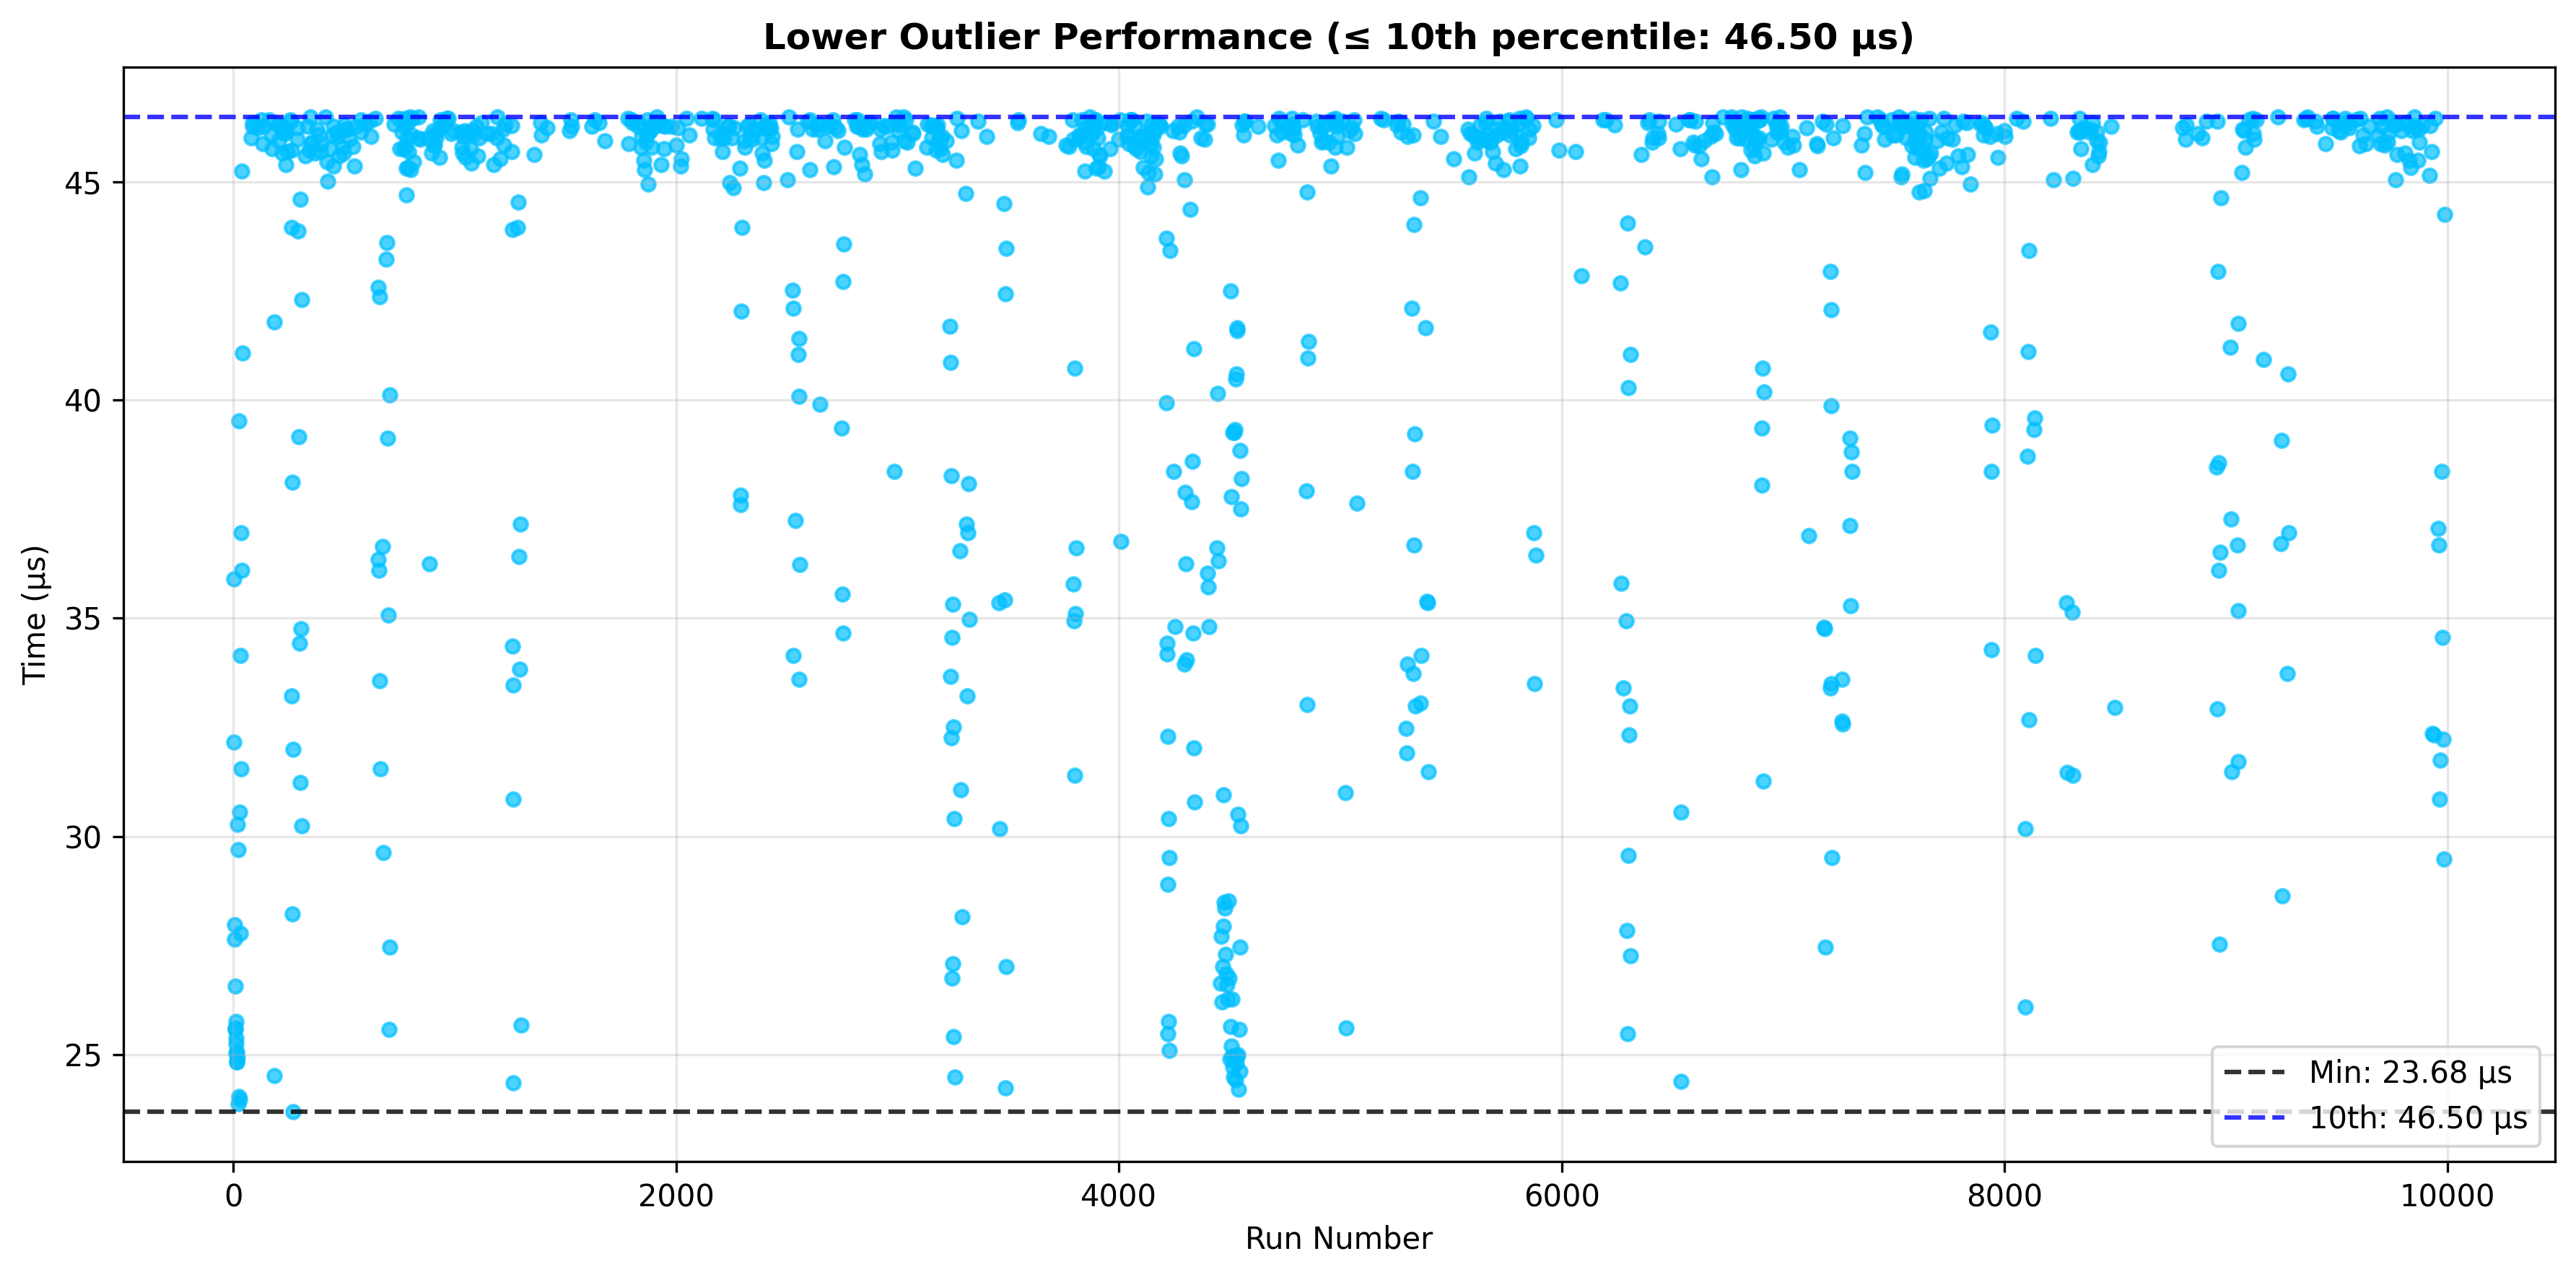 Lower Outlier Performance (≤ 10th percentile: 46.50 µs)
Time (µs)
45
40
35
30
25
0 2000 4000 6000 8000 10000
Run Number
Min: 23.68 µs
10th: 46.50 µs